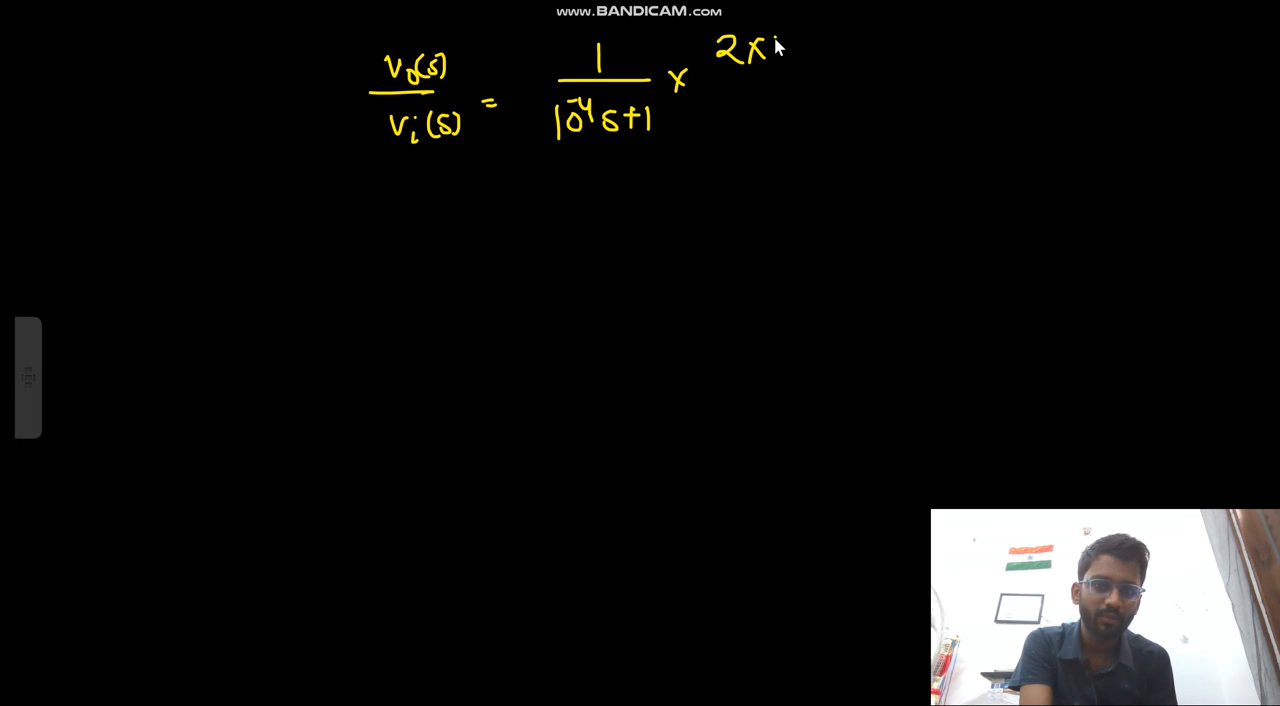 www.BANDICAM.com
V₀(s) / Vᵢ(s) = 1 / (10⁻⁴ s+1) × 2×